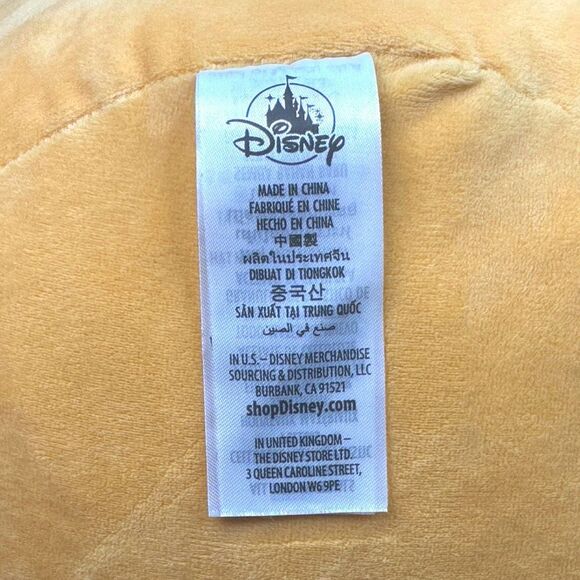 Disney
MADE IN CHINA
FABRIQUÉ EN CHINE
HECHO EN CHINA
中國製
ผลิตในประเทศจีน
DIBUAT DI TIONGKOK
중국산
SẢN XUẤT TẠI TRUNG QUỐC
صنع في الصين
IN U.S.– DISNEY MERCHANDISE
SOURCING & DISTRIBUTION, LLC
BURBANK, CA 91521
shopDisney.com
IN UNITED KINGDOM –
THE DISNEY STORE LTD.
3 QUEEN CAROLINE STREET,
LONDON W6 9PE